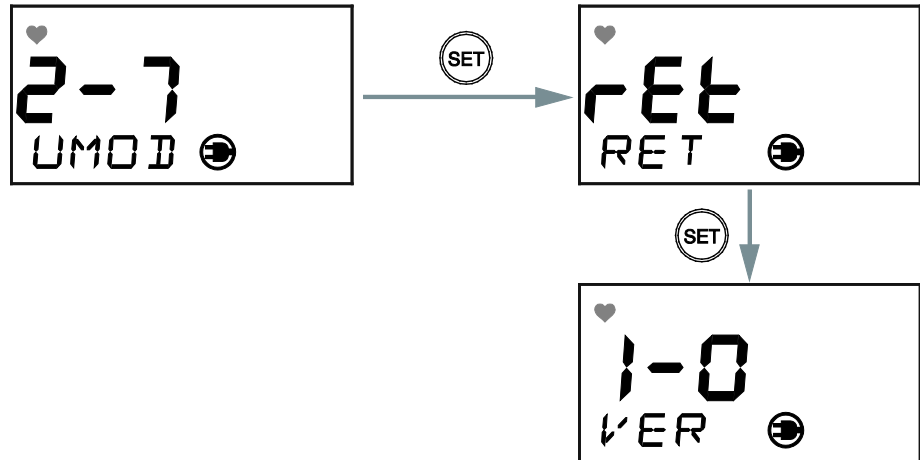 2-7
UMOD
SET
rEt
RET
SET
1-0
VER